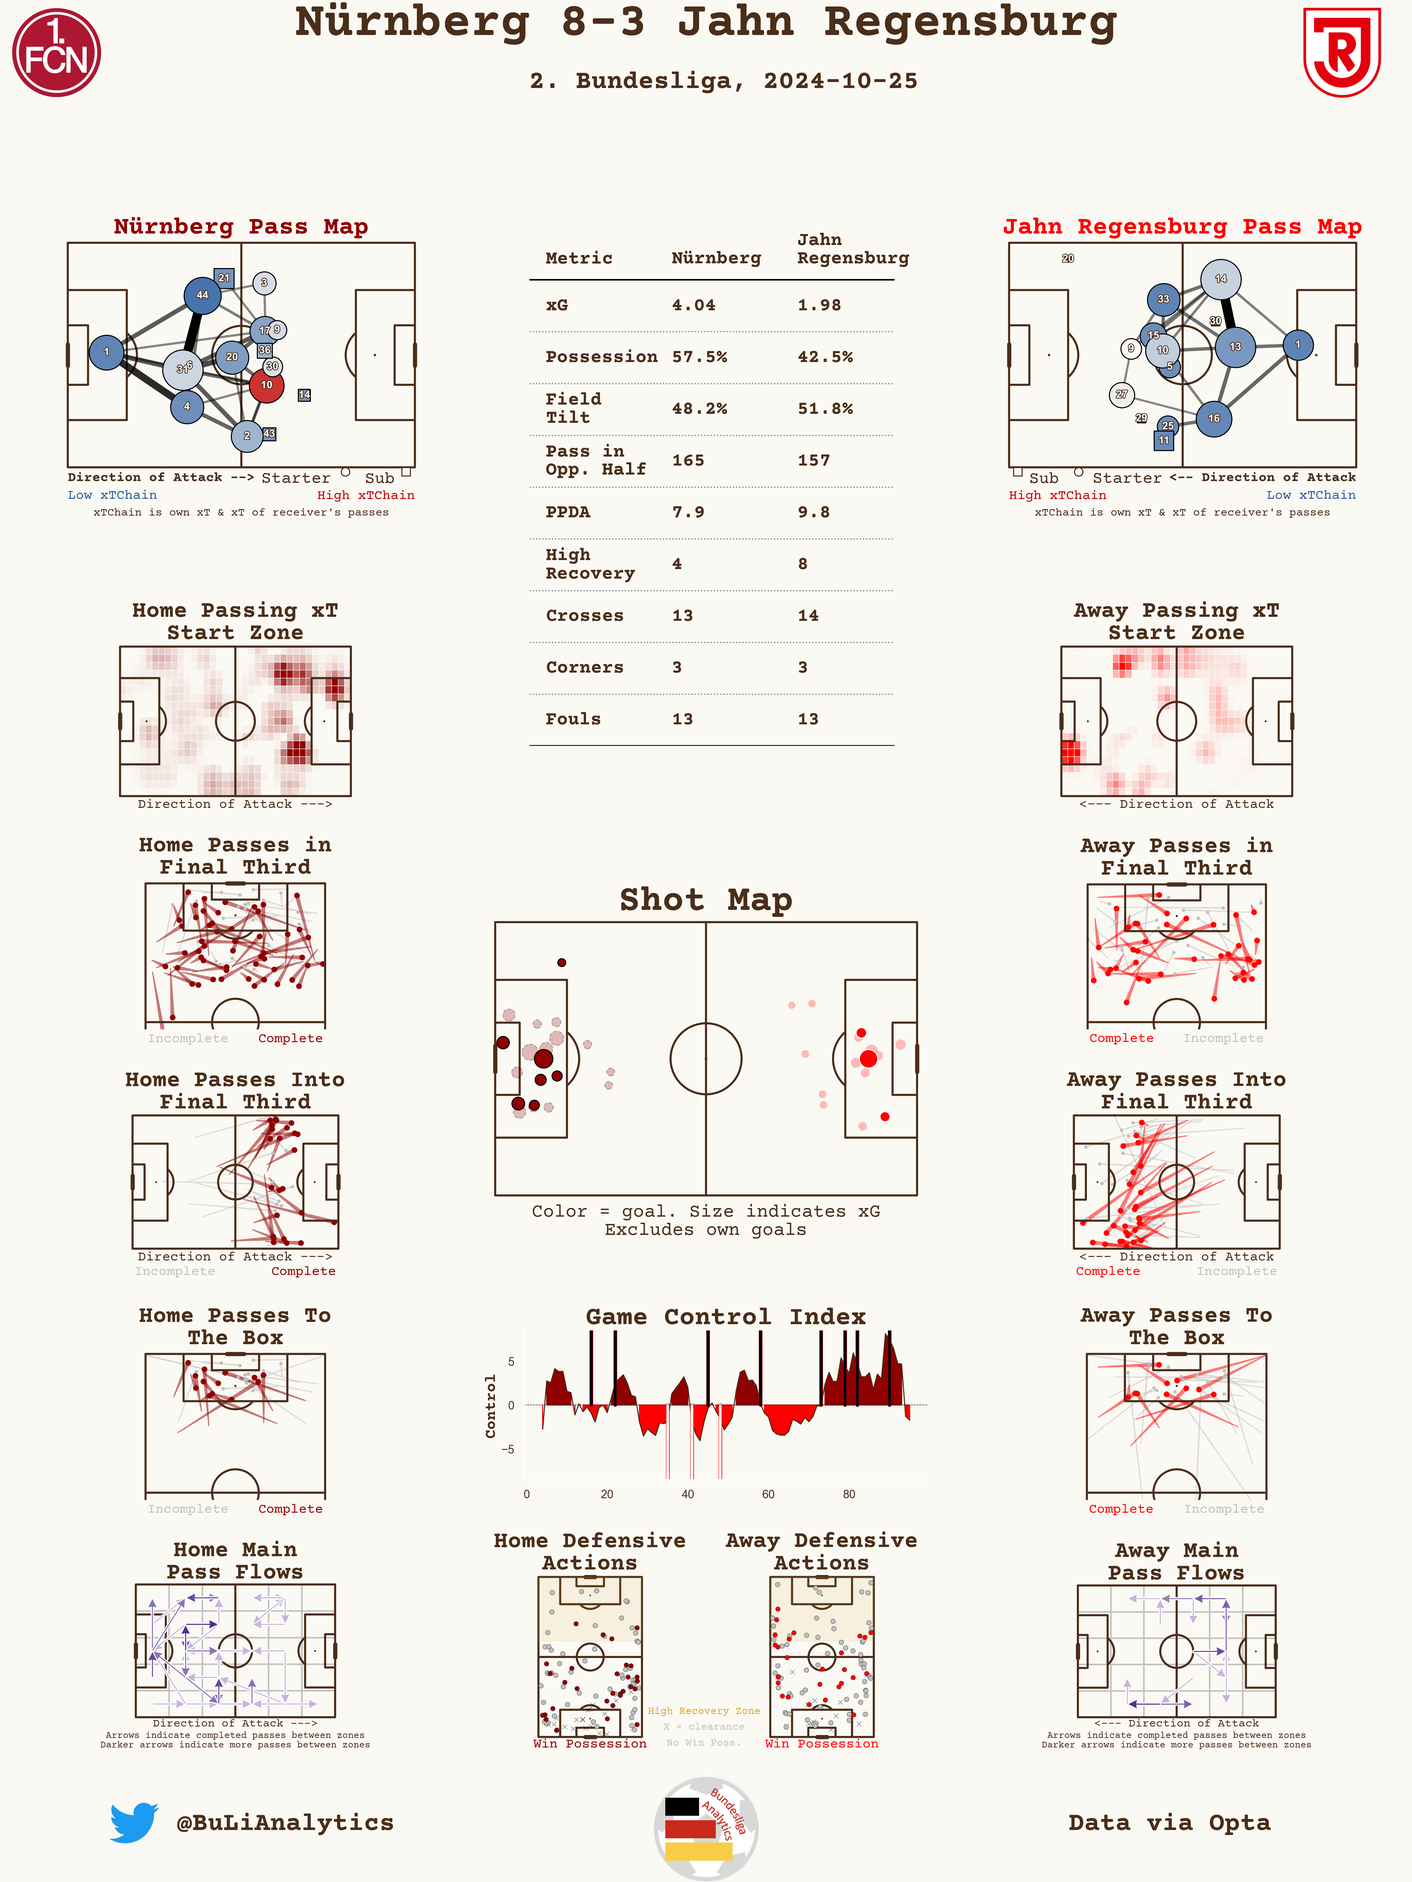 1.
FCN
Nürnberg 8-3 Jahn Regensburg
JR
2. Bundesliga, 2024-10-25
Nürnberg Pass Map
21
3
44
17
9
1
36
20
30
316
10
14
4
2
43
Direction of Attack --> Starter Sub
Low xTChain High xTChain
xTChain is own xT & xT of receiver's passes
Metric Nürnberg Jahn
Regensburg
xG 4.04 1.98
Possession 57.5% 42.5%
Field
Tilt 48.2% 51.8%
Pass in
Opp. Half 165 157
PPDA 7.9 9.8
High
Recovery 4 8
Crosses 13 14
Corners 3 3
Fouls 13 13
Jahn Regensburg Pass Map
20
14
33
30
15
9
10
13
1
5
27
29
25
16
11
Sub Starter <-- Direction of Attack
High xTChain Low xTChain
xTChain is own xT & xT of receiver's passes
Home Passing xT
Start Zone
Direction of Attack --->
Away Passing xT
Start Zone
<--- Direction of Attack
Home Passes in
Final Third
Incomplete Complete
Away Passes in
Final Third
Complete Incomplete
Shot Map
Color = goal. Size indicates xG
Excludes own goals
Home Passes Into
Final Third
Direction of Attack --->
Incomplete Complete
Away Passes Into
Final Third
<--- Direction of Attack
Complete Incomplete
Home Passes To
The Box
Incomplete Complete
Game Control Index
Control
5
0
−5
0 20 40 60 80
Away Passes To
The Box
Complete Incomplete
Home Main
Pass Flows
Direction of Attack --->
Arrows indicate completed passes between zones
Darker arrows indicate more passes between zones
Home Defensive
Actions
Win Possession
Away Defensive
Actions
Win Possession
High Recovery Zone
X = clearance
No Win Poss.
Away Main
Pass Flows
<--- Direction of Attack
Arrows indicate completed passes between zones
Darker arrows indicate more passes between zones
@BuLiAnalytics
Bundesliga
Analytics
Data via Opta